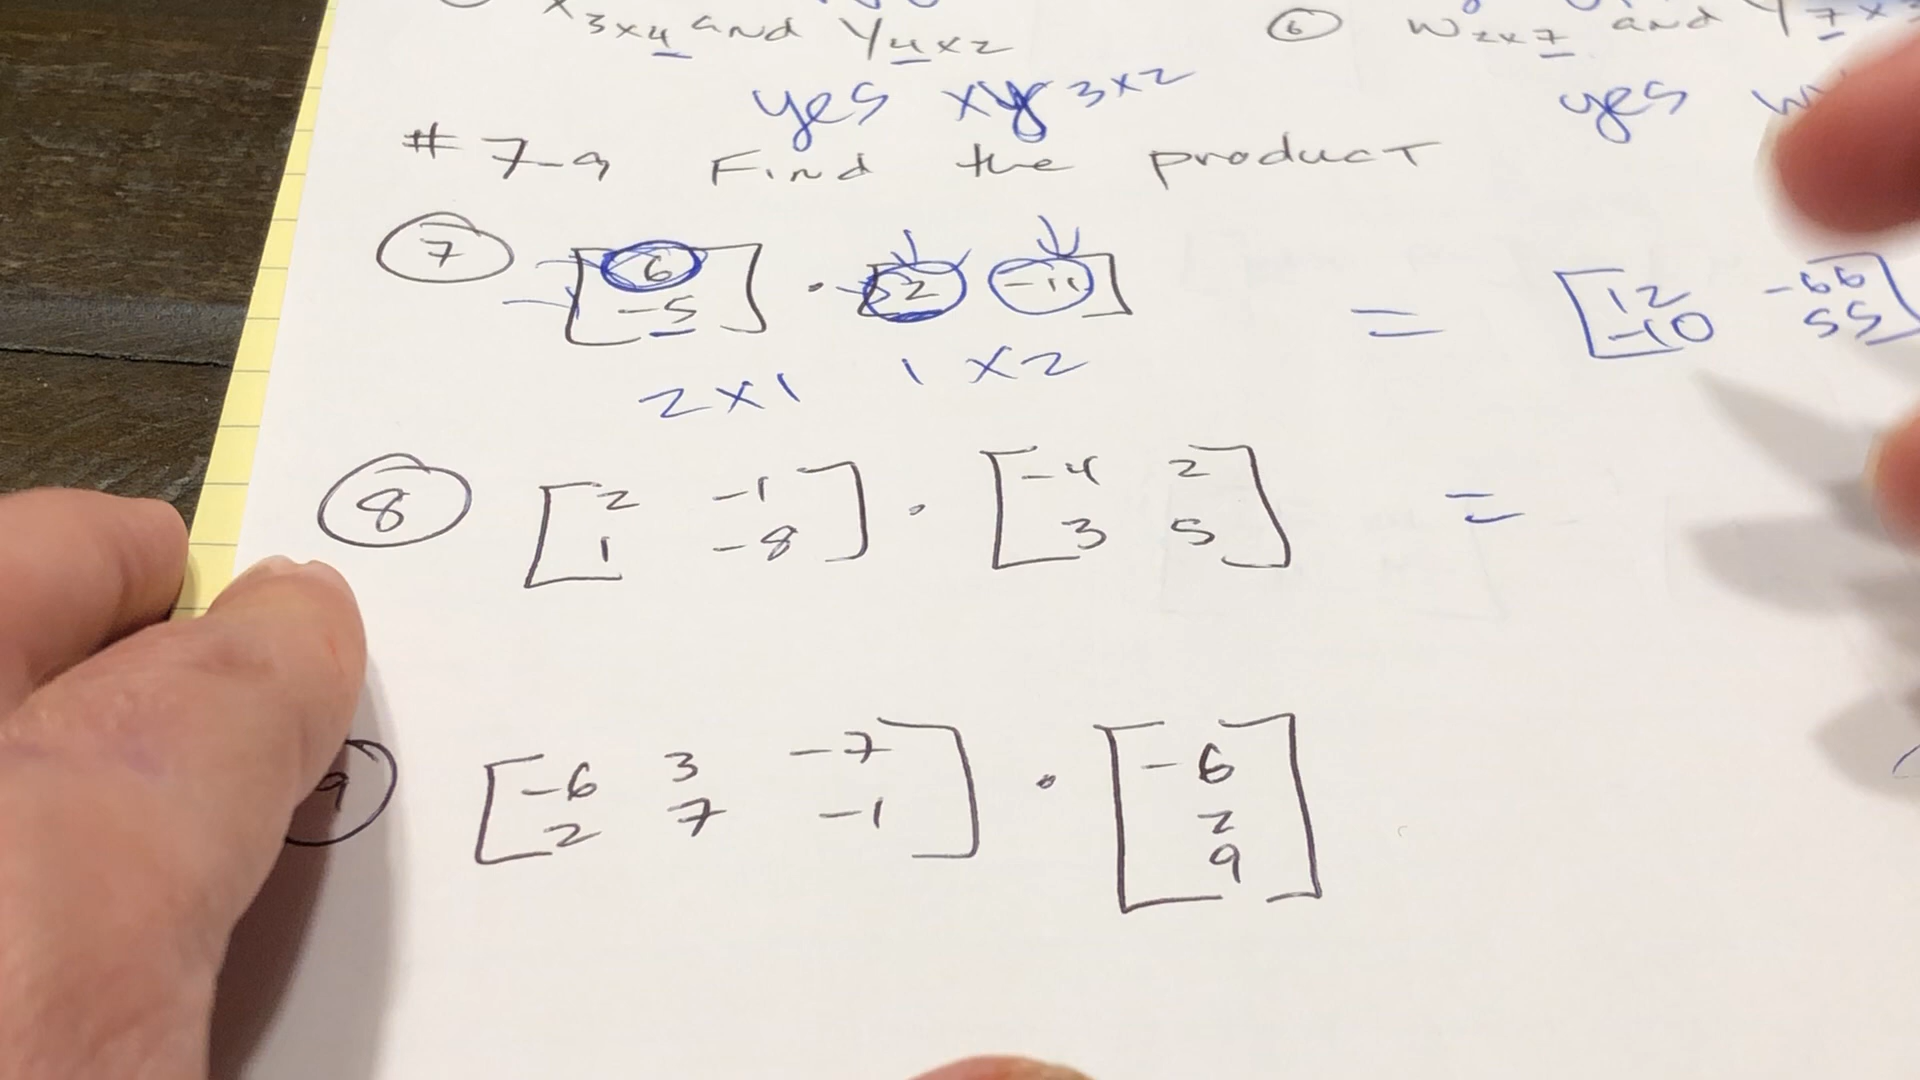 X3x4 and Y4x2
6 W2x7 and Y7x
yes xy3x2
yes w
# 7-9 Find the product
7 [6 -5] · [2 -11] = [12 -66 -10 55]
2x1 1x2
8 [2 -1 1 -8] · [-4 2 3 5] =
9 [-6 3 -7 2 7 -1] · [-6 2 9]